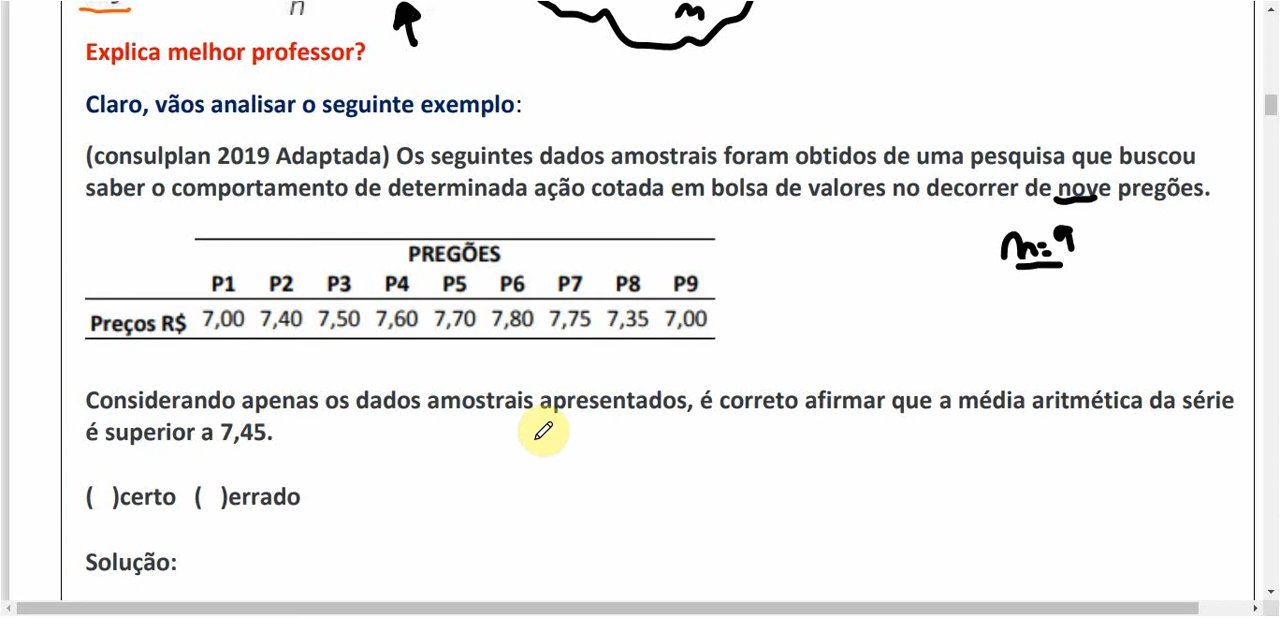 n
m
Explica melhor professor?
Claro, vãos analisar o seguinte exemplo:
(consulplan 2019 Adaptada) Os seguintes dados amostrais foram obtidos de uma pesquisa que buscou
saber o comportamento de determinada ação cotada em bolsa de valores no decorrer de nove pregões.
n=9
PREGÕES
P1 P2 P3 P4 P5 P6 P7 P8 P9
Preços R$ 7,00 7,40 7,50 7,60 7,70 7,80 7,75 7,35 7,00
Considerando apenas os dados amostrais apresentados, é correto afirmar que a média aritmética da série
é superior a 7,45.
( )certo ( )errado
Solução: